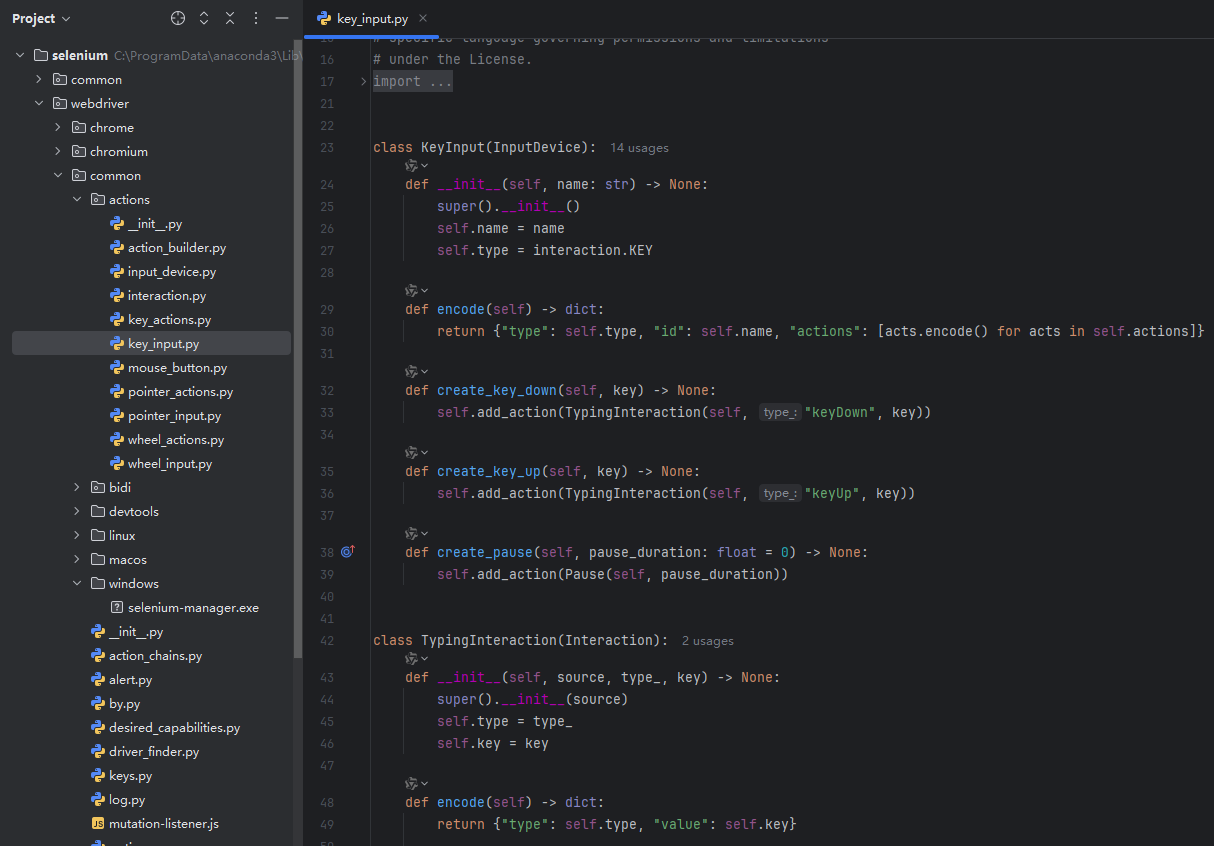 Project
key_input.py
selenium C:\ProgramData\anaconda3\Lib\
common
webdriver
chrome
chromium
common
actions
__init__.py
action_builder.py
input_device.py
interaction.py
key_actions.py
key_input.py
mouse_button.py
pointer_actions.py
pointer_input.py
wheel_actions.py
wheel_input.py
bidi
devtools
linux
macos
windows
selenium-manager.exe
__init__.py
action_chains.py
alert.py
by.py
desired_capabilities.py
driver_finder.py
keys.py
log.py
mutation-listener.js
15 # specific language governing permissions and limitations
16 # under the License.
17 import ...
21
22
23 class KeyInput(InputDevice): 14 usages
24 def __init__(self, name: str) -> None:
25 super().__init__()
26 self.name = name
27 self.type = interaction.KEY
28
29 def encode(self) -> dict:
30 return {"type": self.type, "id": self.name, "actions": [acts.encode() for acts in self.actions]}
31
32 def create_key_down(self, key) -> None:
33 self.add_action(TypingInteraction(self, type_: "keyDown", key))
34
35 def create_key_up(self, key) -> None:
36 self.add_action(TypingInteraction(self, type_: "keyUp", key))
37
38 def create_pause(self, pause_duration: float = 0) -> None:
39 self.add_action(Pause(self, pause_duration))
40
41
42 class TypingInteraction(Interaction): 2 usages
43 def __init__(self, source, type_, key) -> None:
44 super().__init__(source)
45 self.type = type_
46 self.key = key
47
48 def encode(self) -> dict:
49 return {"type": self.type, "value": self.key}
50